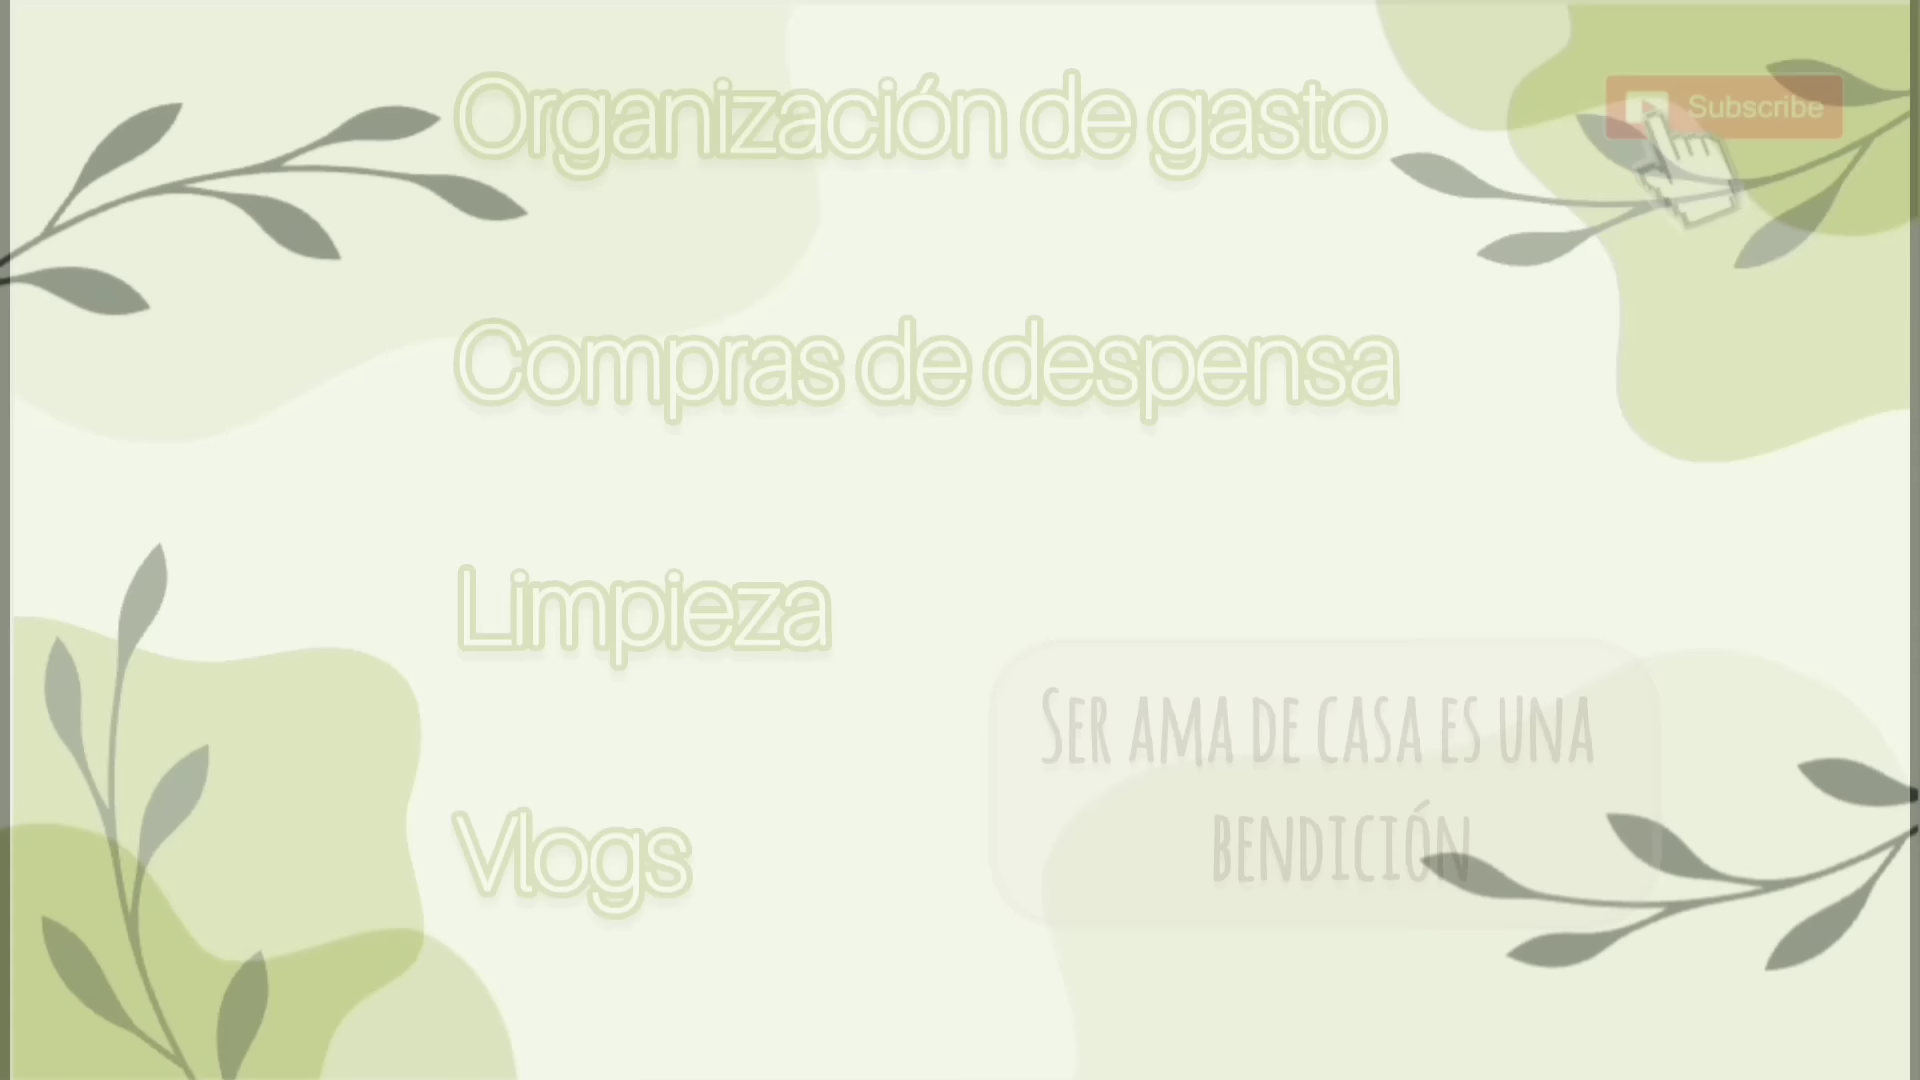 Organización de gasto
Subscribe
Compras de despensa
Limpieza
Ser ama de casa es una
bendición
Vlogs